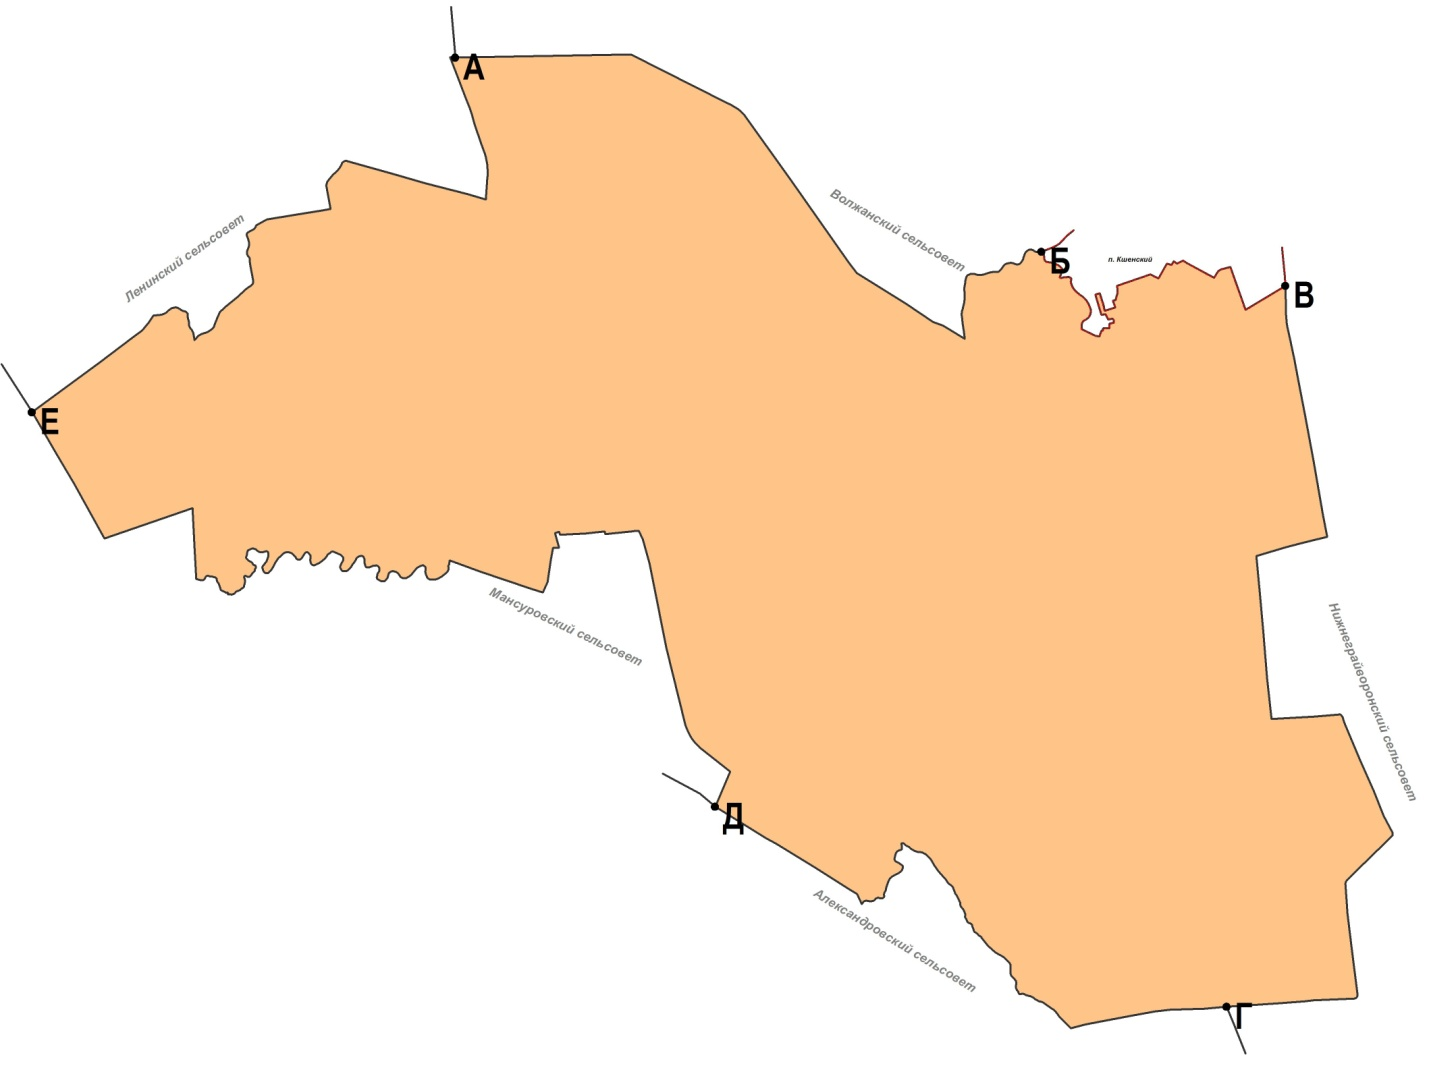 А
Ленинский сельсовет
Волжанский сельсовет
Б
п. Кшенский
В
Е
Мансуровский сельсовет
Нижнеграйворонский сельсовет
Д
Александровский сельсовет
Г